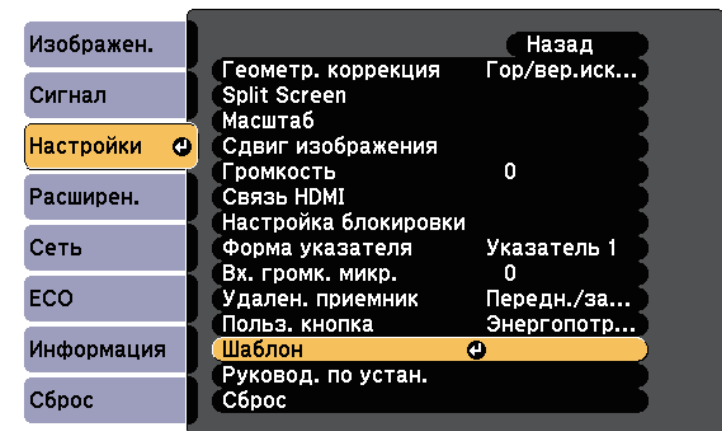 Изображен.
Сигнал
Настройки
Расширен.
Сеть
ECO
Информация
Сброс
Назад
Геометр. коррекция Гор/вер.иск...
Split Screen
Масштаб
Сдвиг изображения
Громкость 0
Связь HDMI
Настройка блокировки
Форма указателя Указатель 1
Вх. громк. микр. 0
Удален. приемник Передн./за...
Польз. кнопка Энергопотр...
Шаблон
Руковод. по устан.
Сброс